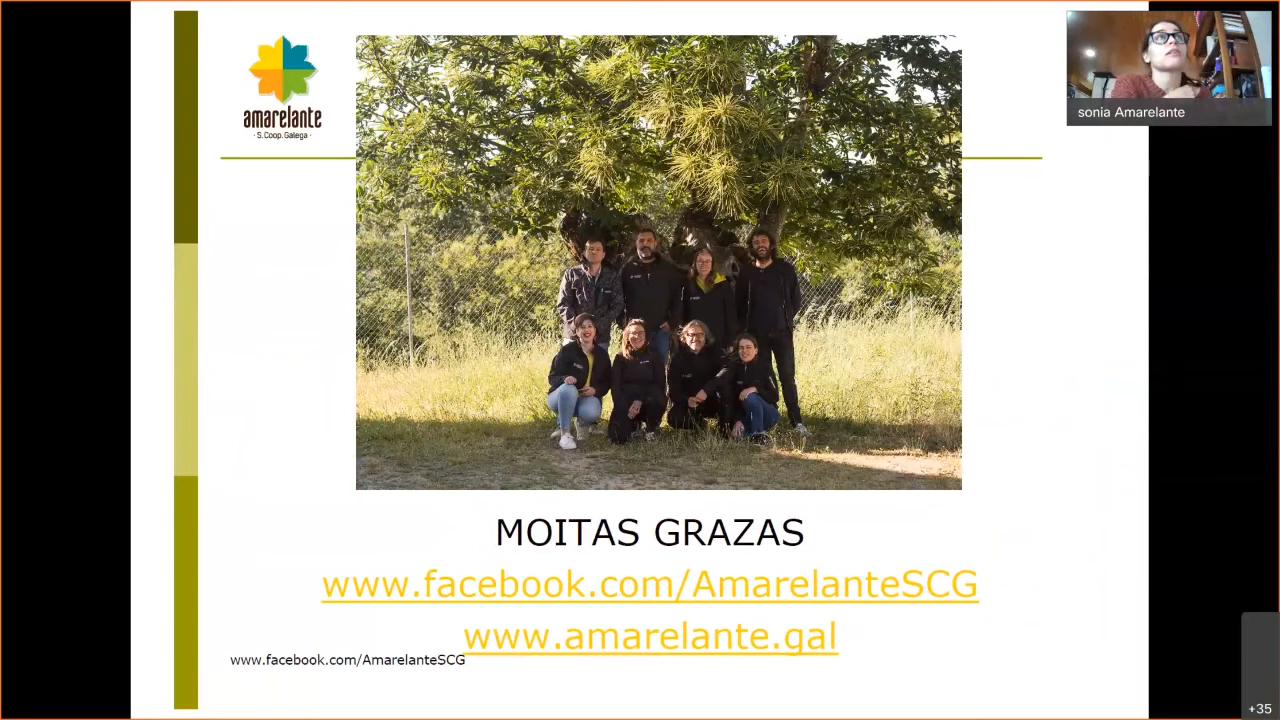 amarelante
· S.Coop.Galega ·
sonia Amarelante
MOITAS GRAZAS
www.facebook.com/AmarelanteSCG
www.amarelante.gal
www.facebook.com/AmarelanteSCG
+35